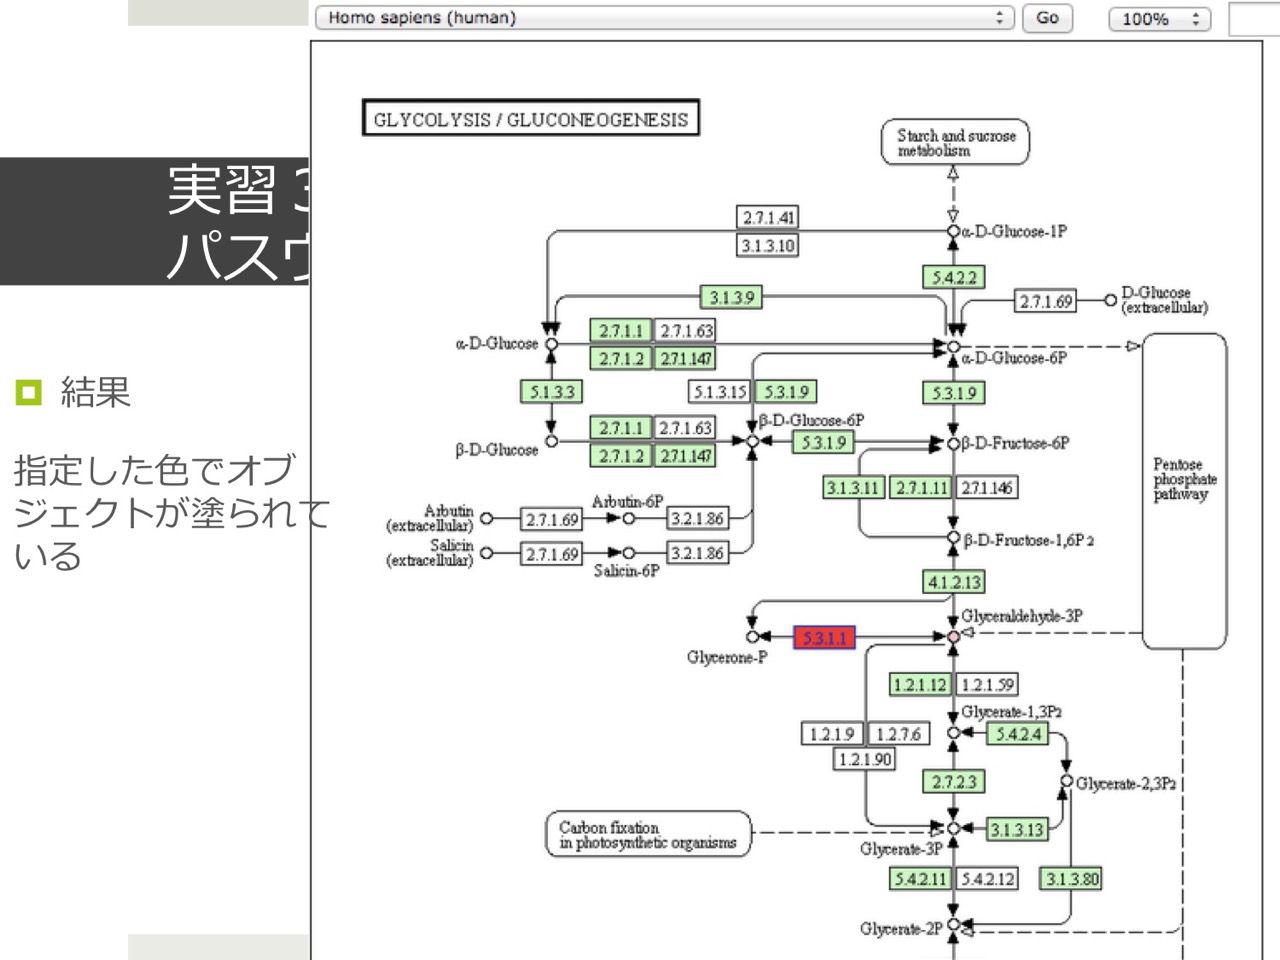 Homo sapiens (human)
Go
100%
GLYCOLYSIS / GLUCONEOGENESIS
Starch and sucrose
metabolism
実習 3
パスウ
2.7.1.41
3.1.3.10
α-D-Glucose-1P
5.4.2.2
3.1.3.9
2.7.1.69
D-Glucose
(extracellular)
2.7.1.1
2.7.1.63
α-D-Glucose
2.7.1.2
2.7.1.147
α-D-Glucose-6P
結果
5.1.3.3
5.1.3.15
5.3.1.9
5.3.1.9
2.7.1.1
2.7.1.63
β-D-Glucose-6P
β-D-Glucose
2.7.1.2
2.7.1.147
5.3.1.9
β-D-Fructose-6P
指定した色でオブ
ジェクトが塗られて
いる
Pentose
phosphate
pathway
3.1.3.11
2.7.1.11
2.7.1.146
Arbutin
(extracellular)
2.7.1.69
Arbutin-6P
3.2.1.86
Salicin
(extracellular)
2.7.1.69
Salicin-6P
3.2.1.86
β-D-Fructose-1,6P2
4.1.2.13
Glyceraldehyde-3P
5.3.1.1
Glycerone-P
1.2.1.12
1.2.1.59
Glycerate-1,3P2
1.2.1.9
1.2.7.6
5.4.2.4
1.2.1.90
2.7.2.3
Glycerate-2,3P2
Carbon fixation
in photosynthetic organisms
3.1.3.13
Glycerate-3P
5.4.2.11
5.4.2.12
3.1.3.80
Glycerate-2P